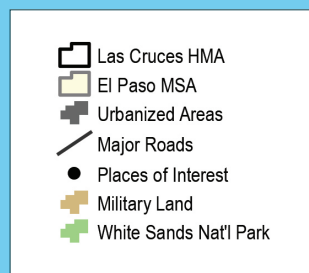 Las Cruces HMA
El Paso MSA
Urbanized Areas
Major Roads
Places of Interest
Military Land
White Sands Nat'l Park